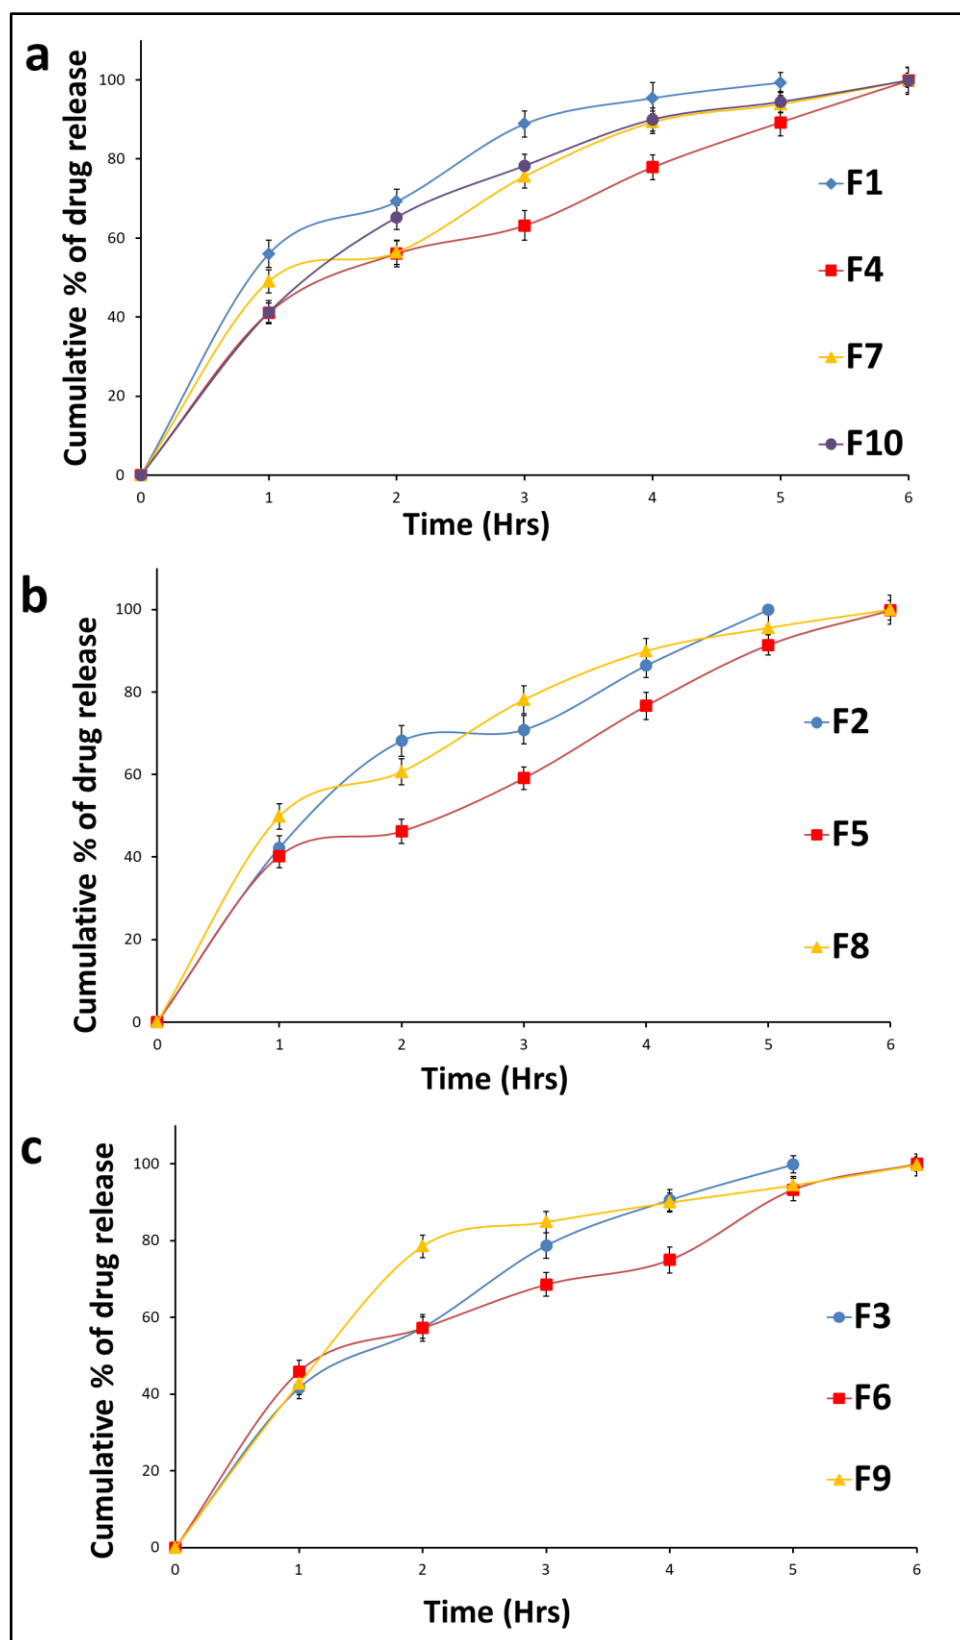 a
Cumulative % of drug release
100
80
60
40
20
0
0 1 2 3 4 5 6
Time (Hrs)
F1
F4
F7
F10
b
Cumulative % of drug release
100
80
60
40
20
0
0 1 2 3 4 5 6
Time (Hrs)
F2
F5
F8
c
Cumulative % of drug release
100
80
60
40
20
0
0 1 2 3 4 5 6
Time (Hrs)
F3
F6
F9